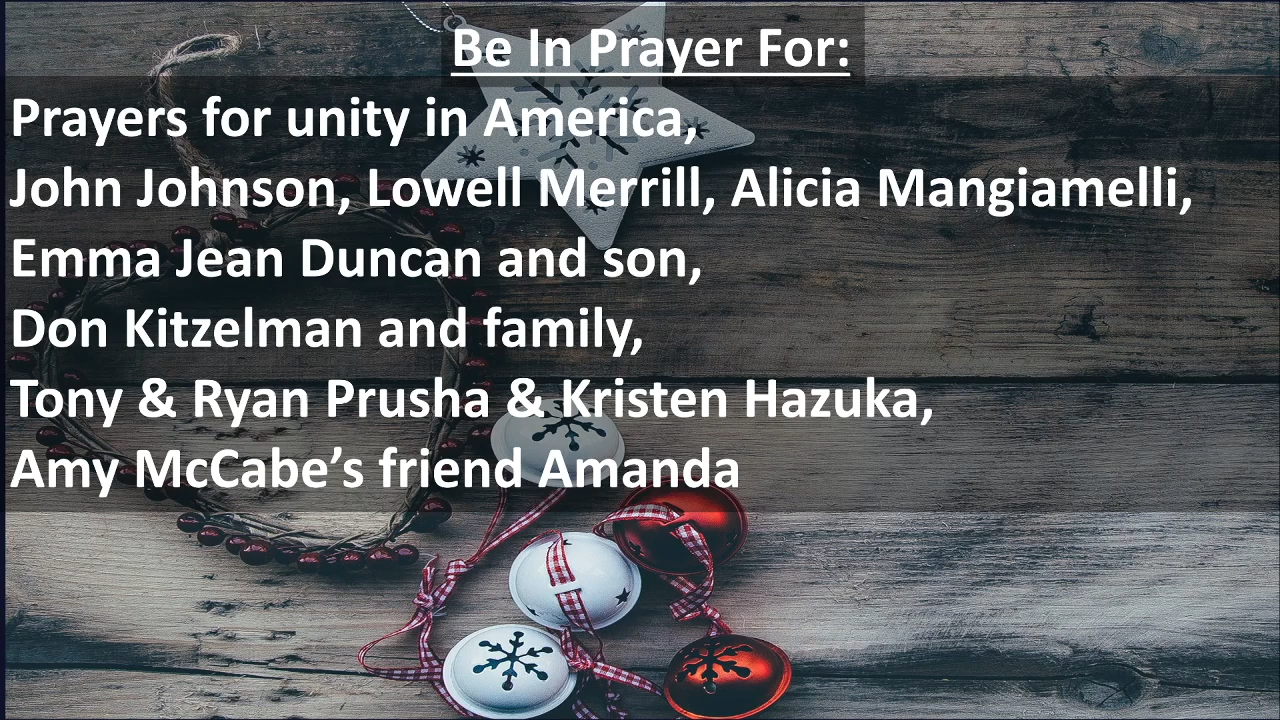 Be In Prayer For:
Prayers for unity in America,
John Johnson, Lowell Merrill, Alicia Mangiamelli,
Emma Jean Duncan and son,
Don Kitzelman and family,
Tony & Ryan Prusha & Kristen Hazuka,
Amy McCabe’s friend Amanda